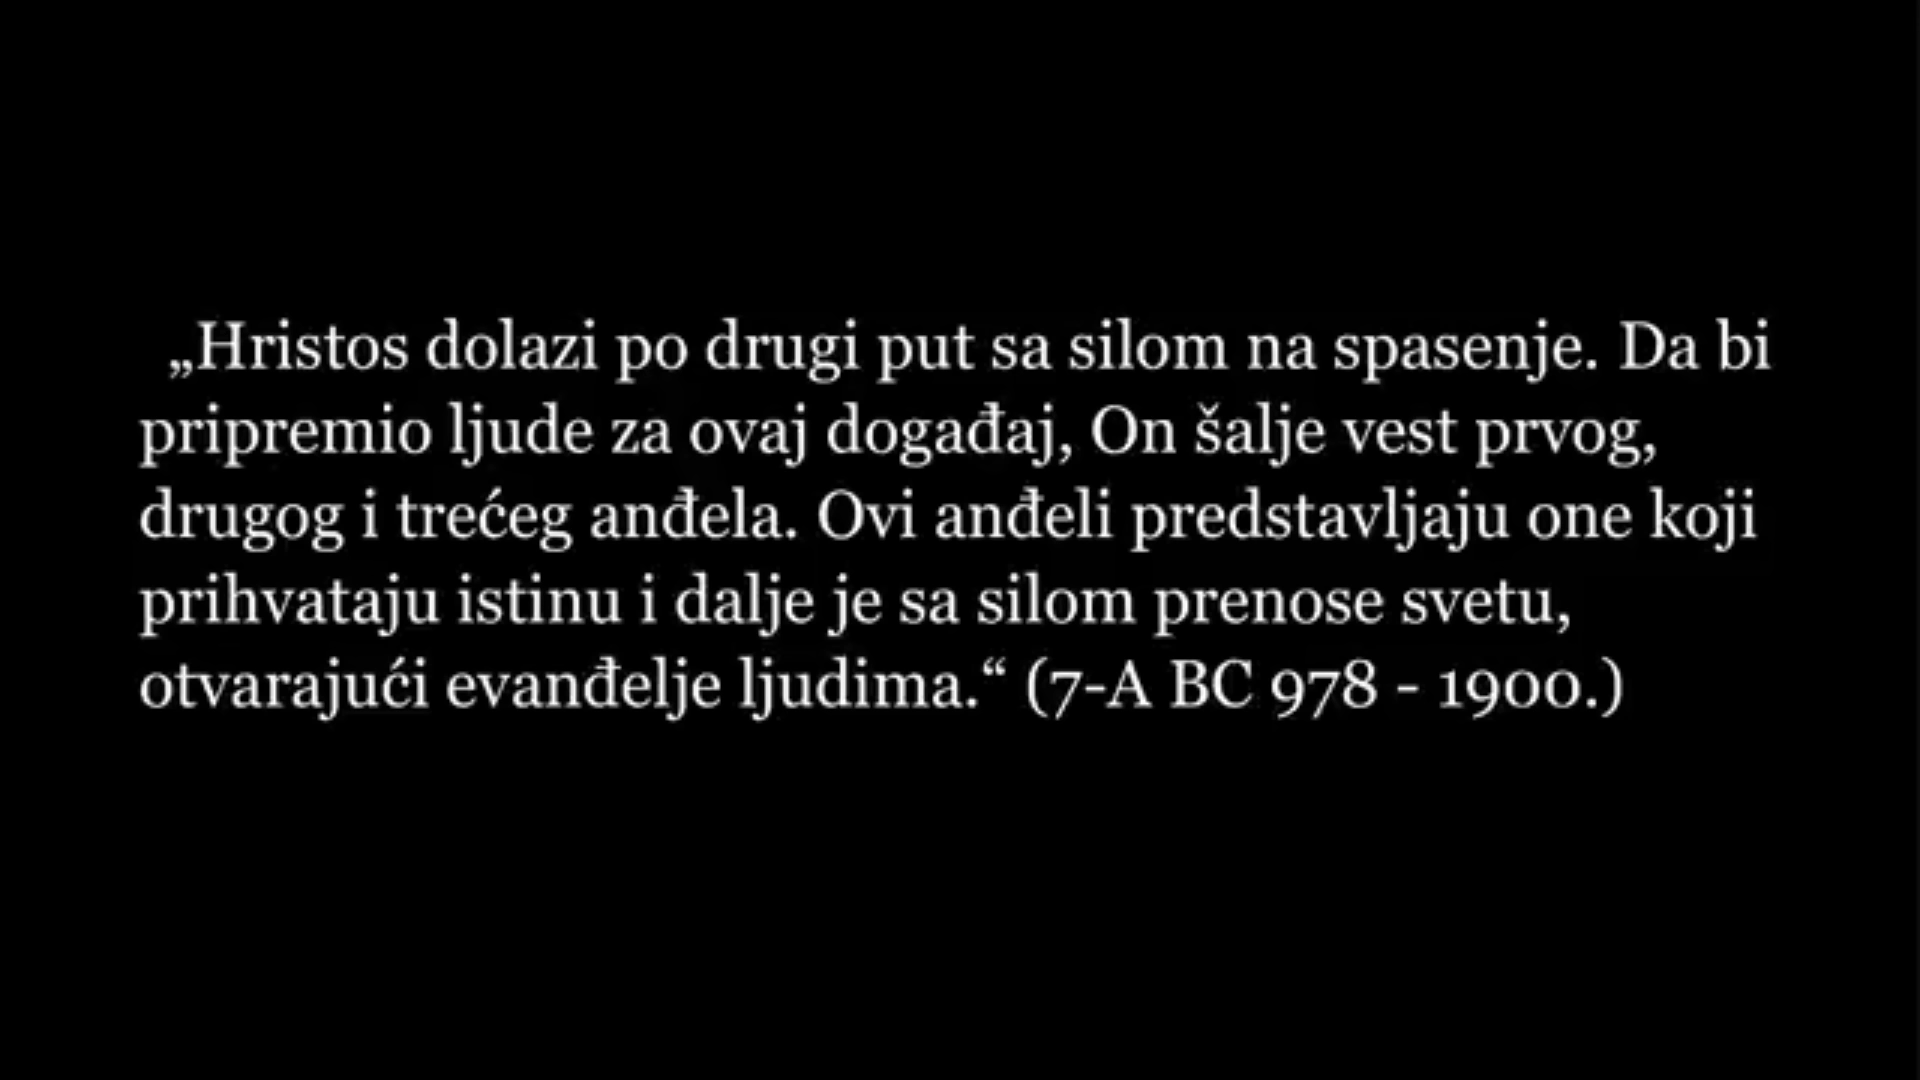 „Hristos dolazi po drugi put sa silom na spasenje. Da bi
pripremio ljude za ovaj događaj, On šalje vest prvog,
drugog i trećeg anđela. Ovi anđeli predstavljaju one koji
prihvataju istinu i dalje je sa silom prenose svetu,
otvarajući evanđelje ljudima.“ (7-A BC 978 - 1900.)